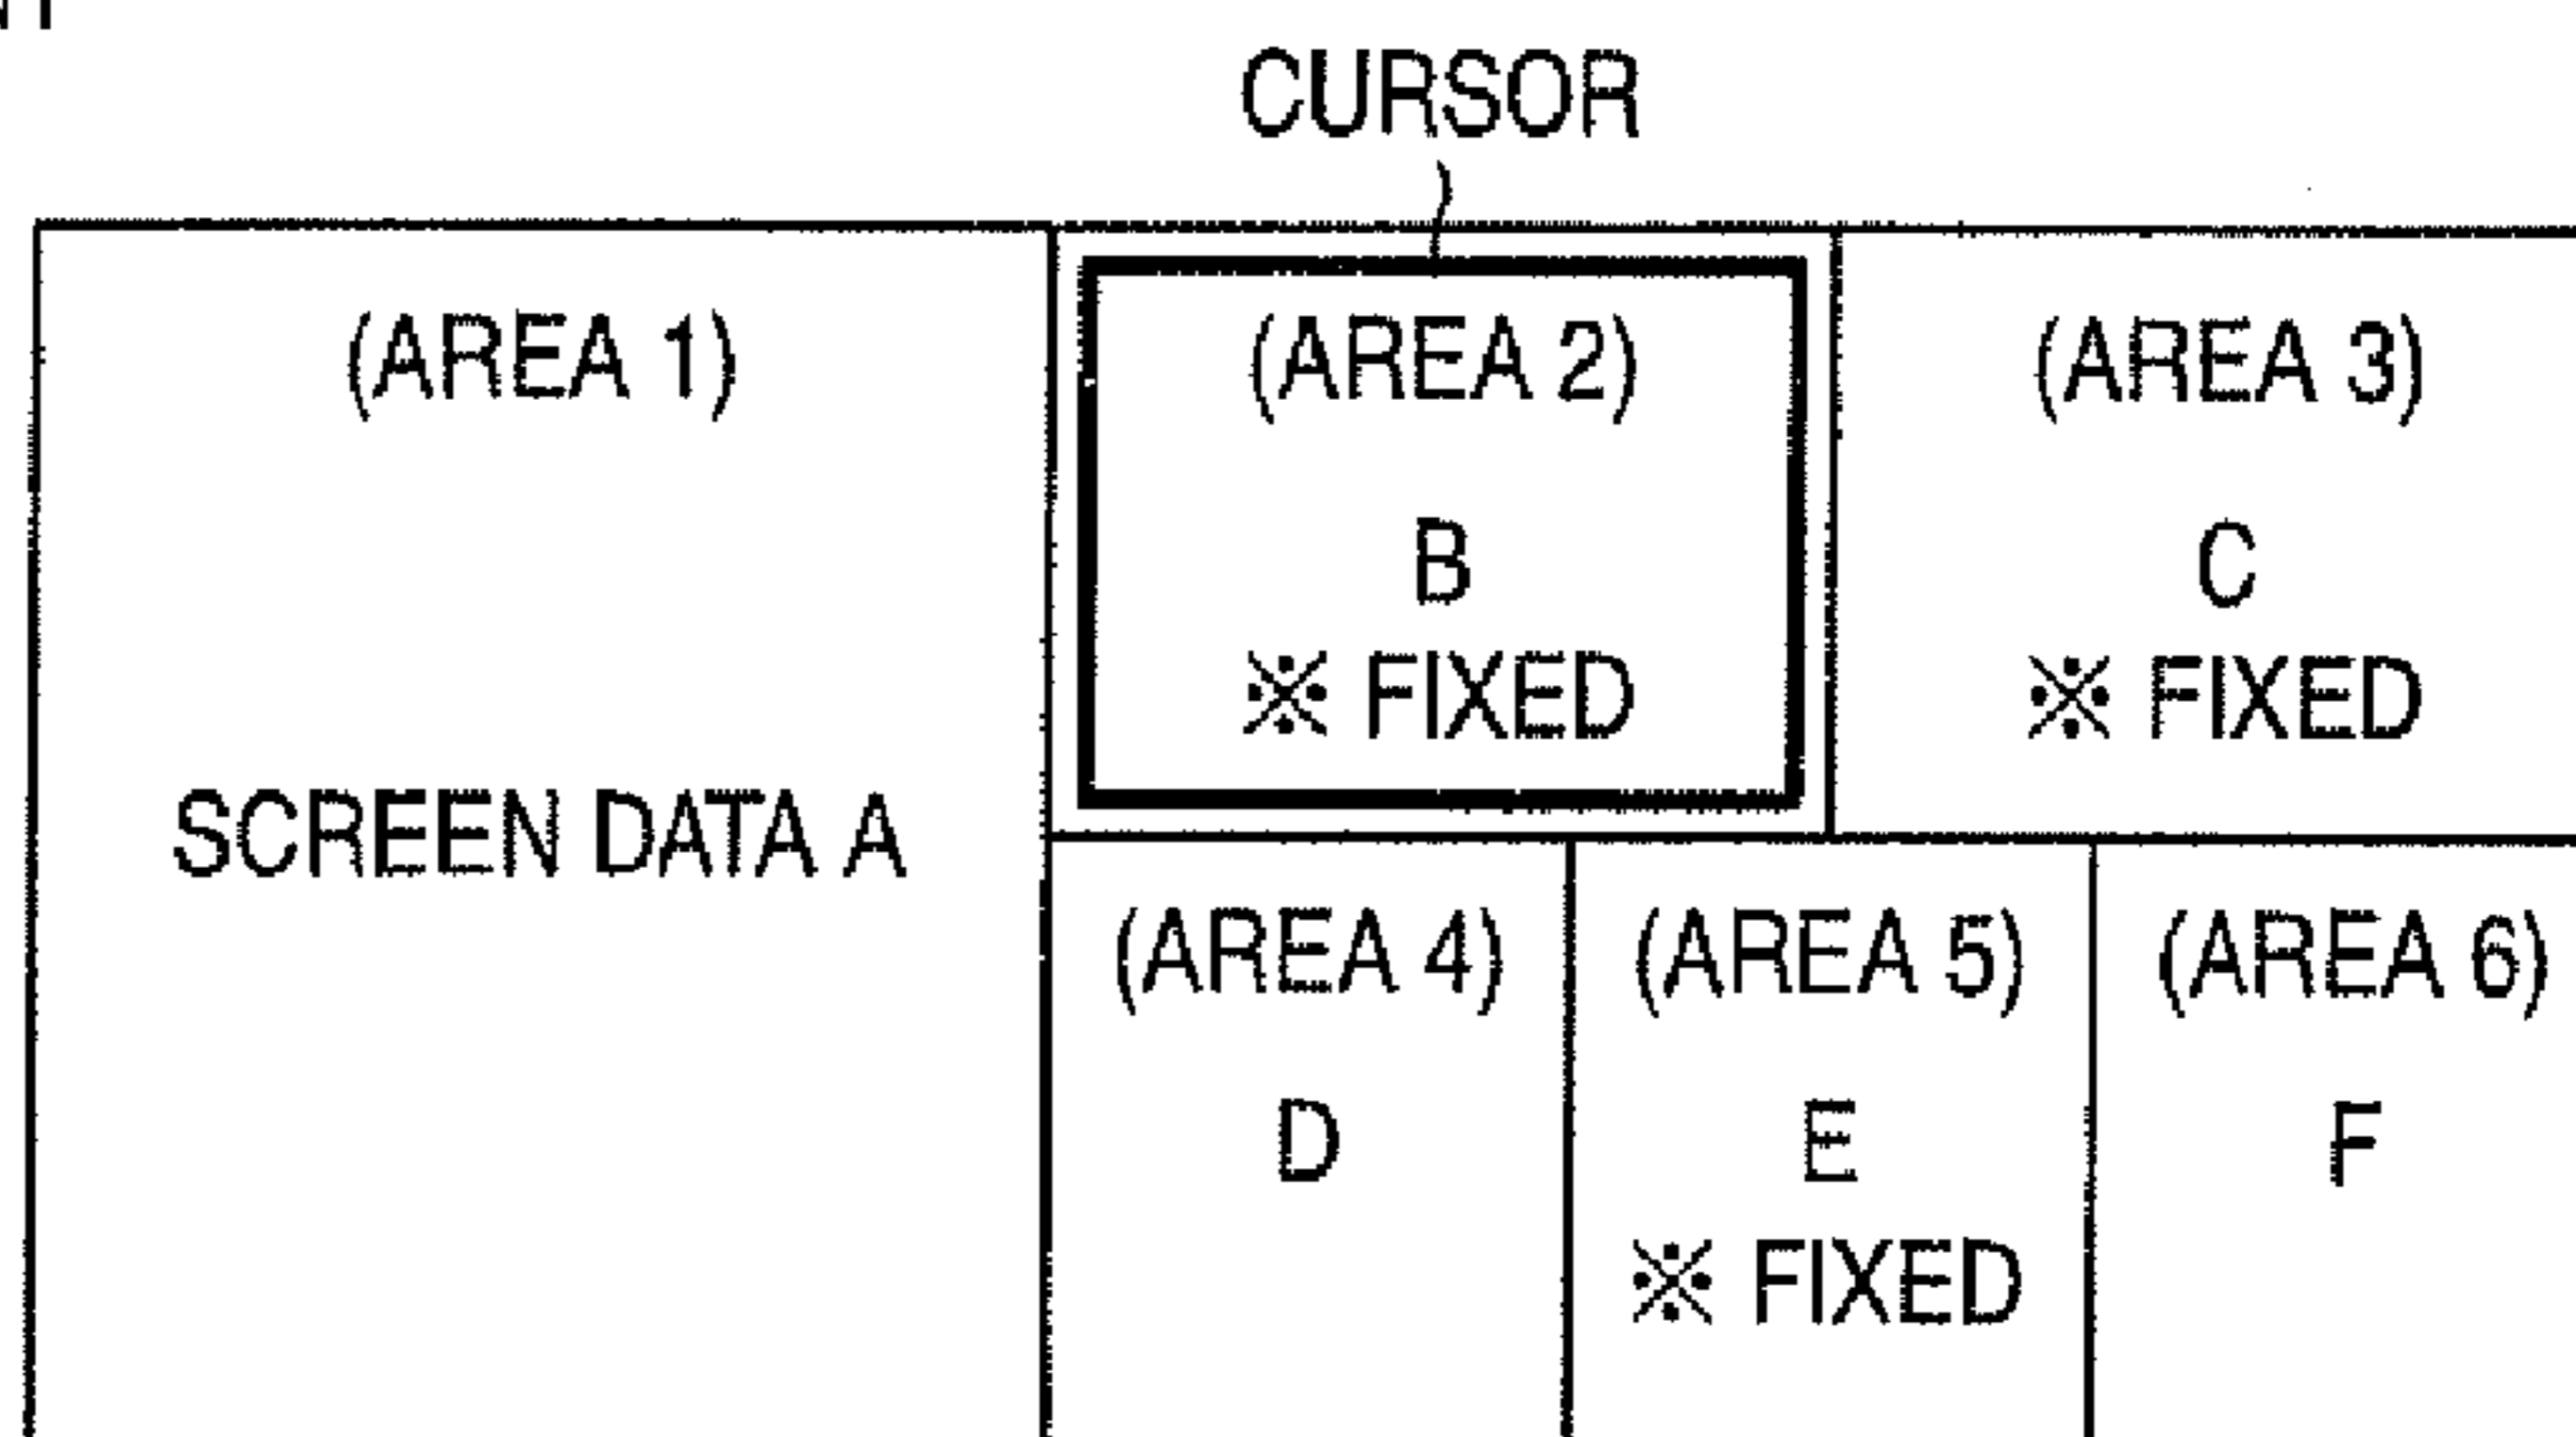 CURSOR
(AREA 1)
SCREEN DATA A
(AREA 2)
B
※ FIXED
(AREA 3)
C
※ FIXED
(AREA 4)
D
(AREA 5)
E
※ FIXED
(AREA 6)
F